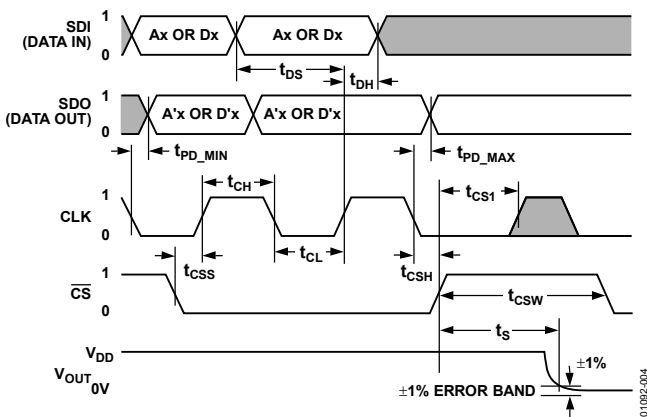 SDI
(DATA IN)
1
0
Ax OR Dx
Ax OR Dx
tDS
tDH
SDO
(DATA OUT)
1
0
A'x OR D'x
A'x OR D'x
tPD_MIN
tPD_MAX
tCH
tCS1
CLK
1
0
tCL
tCSS
tCSH
CS
1
0
tCSW
tS
VDD
VOUT
0V
±1%
±1% ERROR BAND
01092-004